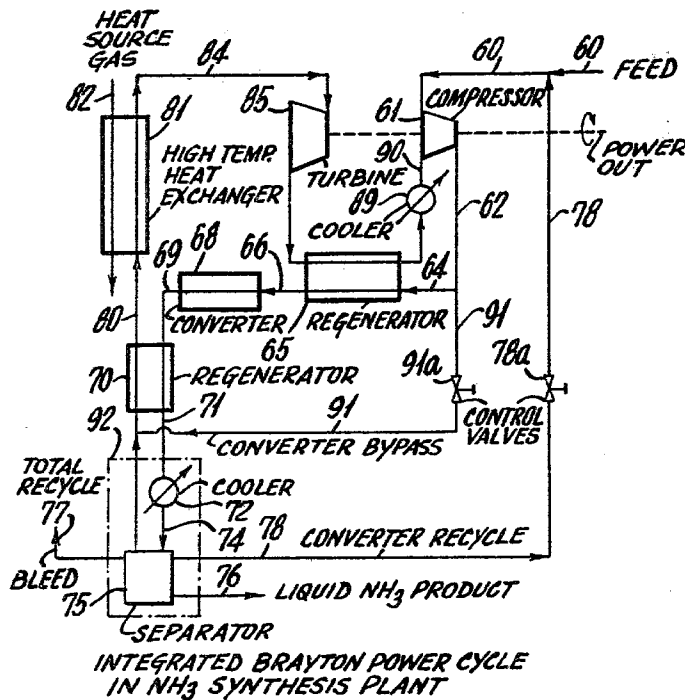 HEAT
SOURCE
GAS
82
84
81
HIGH TEMP.
HEAT
EXCHANGER
85
TURBINE
60
60
FEED
COMPRESSOR
61
90
POWER
OUT
89
COOLER
62
78
69
68
66
64
CONVERTER
65
REGENERATOR
80
91
91a
78a
70
REGENERATOR
71
91
CONTROL
VALVES
92
CONVERTER BYPASS
TOTAL
RECYCLE
77
COOLER
72
74
78
CONVERTER RECYCLE
BLEED
76
LIQUID NH3 PRODUCT
75
SEPARATOR
INTEGRATED BRAYTON POWER CYCLE
IN NH3 SYNTHESIS PLANT